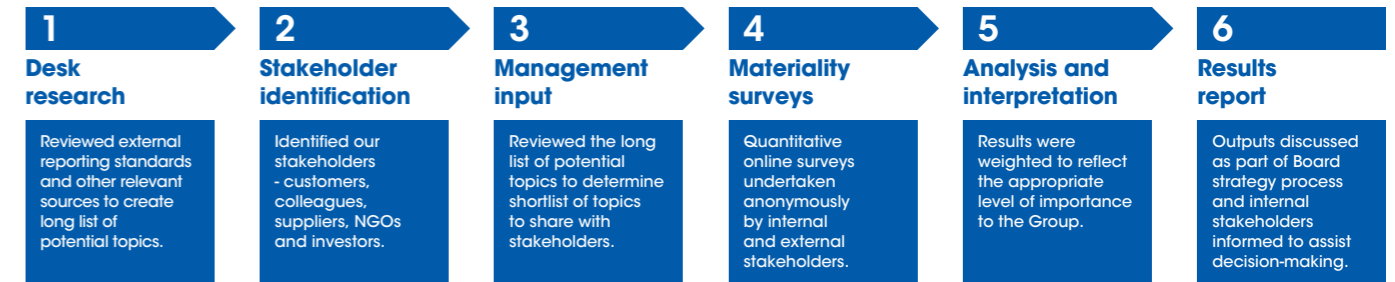 1
Desk
research
Reviewed external
reporting standards
and other relevant
sources to create
long list of
potential topics.
2
Stakeholder
identification
Identified our
stakeholders
- customers,
colleagues,
suppliers, NGOs
and investors.
3
Management
input
Reviewed the long
list of potential
topics to determine
shortlist of topics
to share with
stakeholders.
4
Materiality
surveys
Quantitative
online surveys
undertaken
anonymously
by internal
and external
stakeholders.
5
Analysis and
interpretation
Results were
weighted to reflect
the appropriate
level of importance
to the Group.
6
Results
report
Outputs discussed
as part of Board
strategy process
and internal
stakeholders
informed to assist
decision-making.